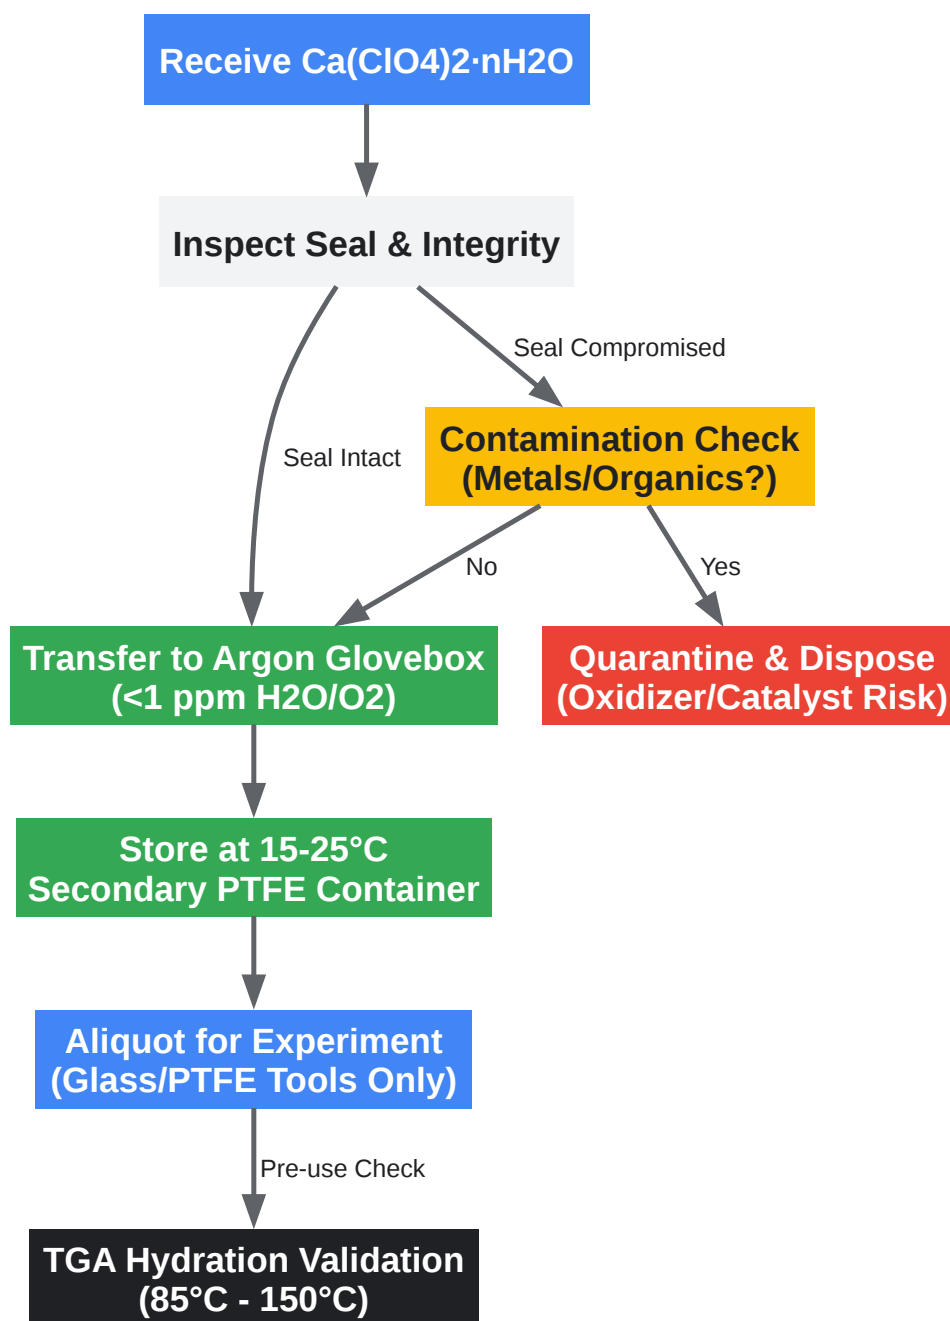 Receive Ca(ClO4)2·nH2O
Inspect Seal & Integrity
Seal Compromised
Contamination Check
(Metals/Organics?)
Seal Intact
No
Yes
Transfer to Argon Glovebox
(<1 ppm H2O/O2)
Quarantine & Dispose
(Oxidizer/Catalyst Risk)
Store at 15-25°C
Secondary PTFE Container
Aliquot for Experiment
(Glass/PTFE Tools Only)
Pre-use Check
TGA Hydration Validation
(85°C - 150°C)